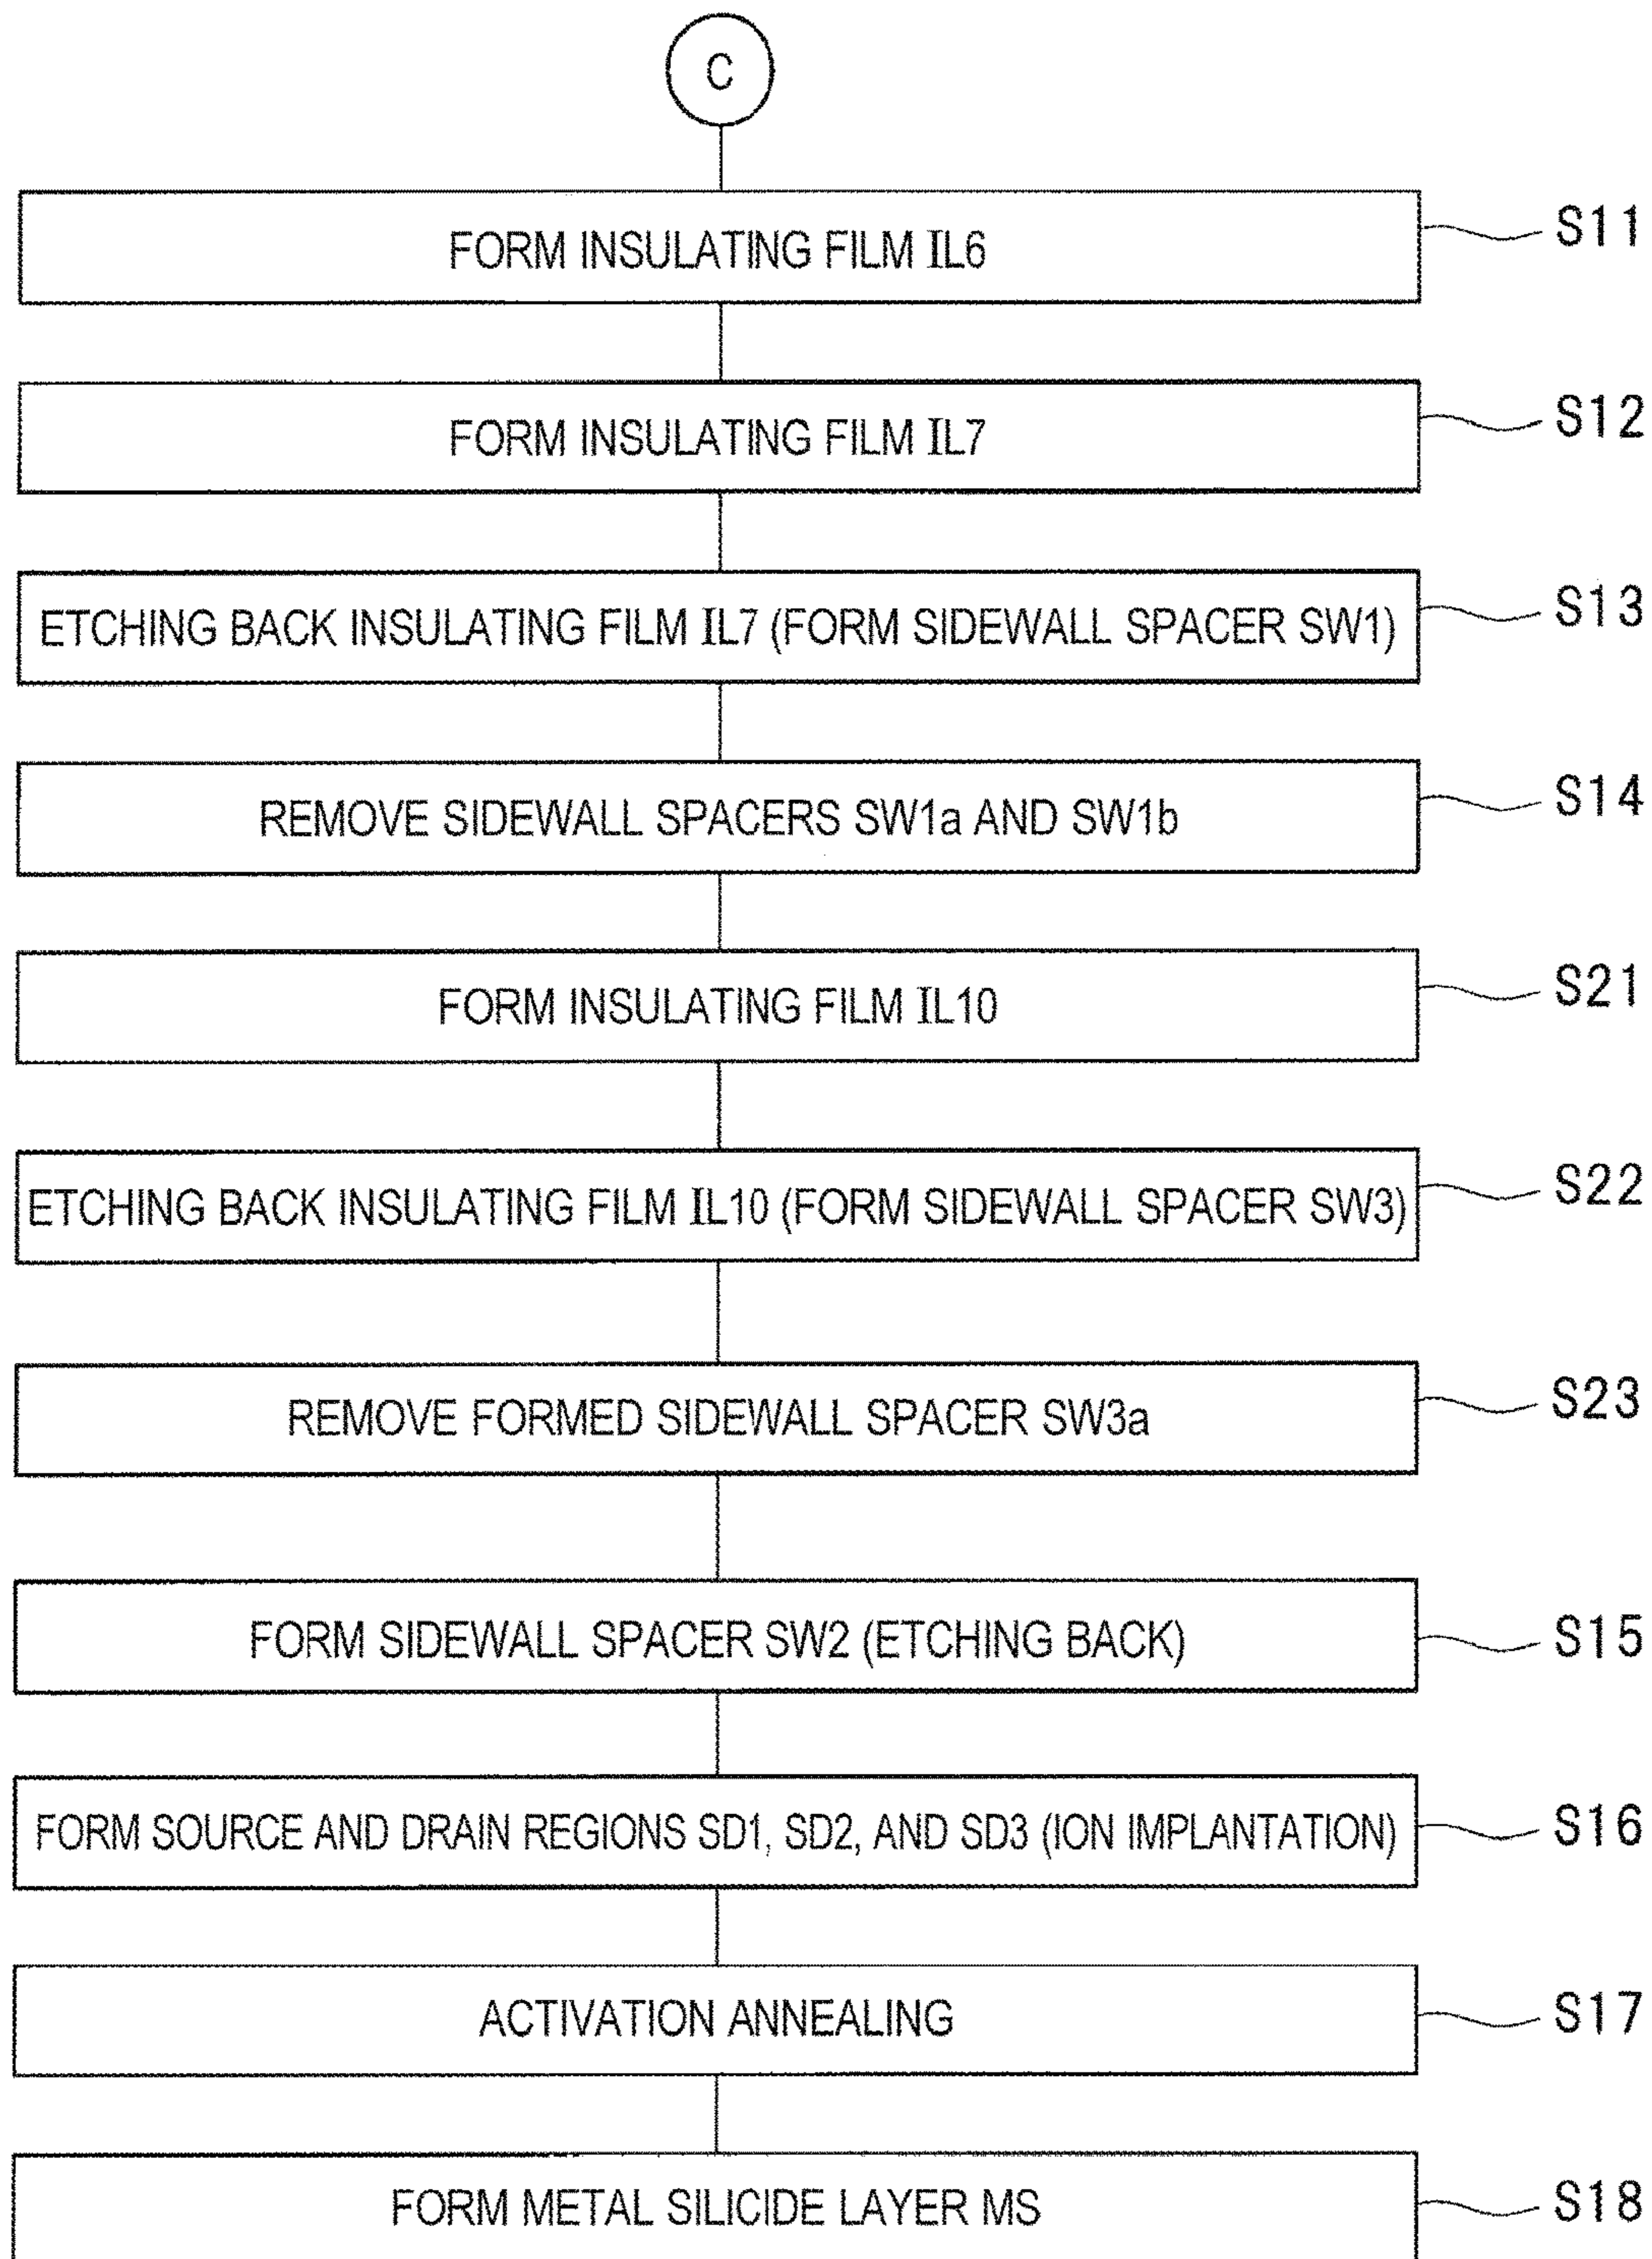 C
FORM INSULATING FILM IL6 S11
FORM INSULATING FILM IL7 S12
ETCHING BACK INSULATING FILM IL7 (FORM SIDEWALL SPACER SW1) S13
REMOVE SIDEWALL SPACERS SW1a AND SW1b S14
FORM INSULATING FILM IL10 S21
ETCHING BACK INSULATING FILM IL10 (FORM SIDEWALL SPACER SW3) S22
REMOVE FORMED SIDEWALL SPACER SW3a S23
FORM SIDEWALL SPACER SW2 (ETCHING BACK) S15
FORM SOURCE AND DRAIN REGIONS SD1, SD2, AND SD3 (ION IMPLANTATION) S16
ACTIVATION ANNEALING S17
FORM METAL SILICIDE LAYER MS S18